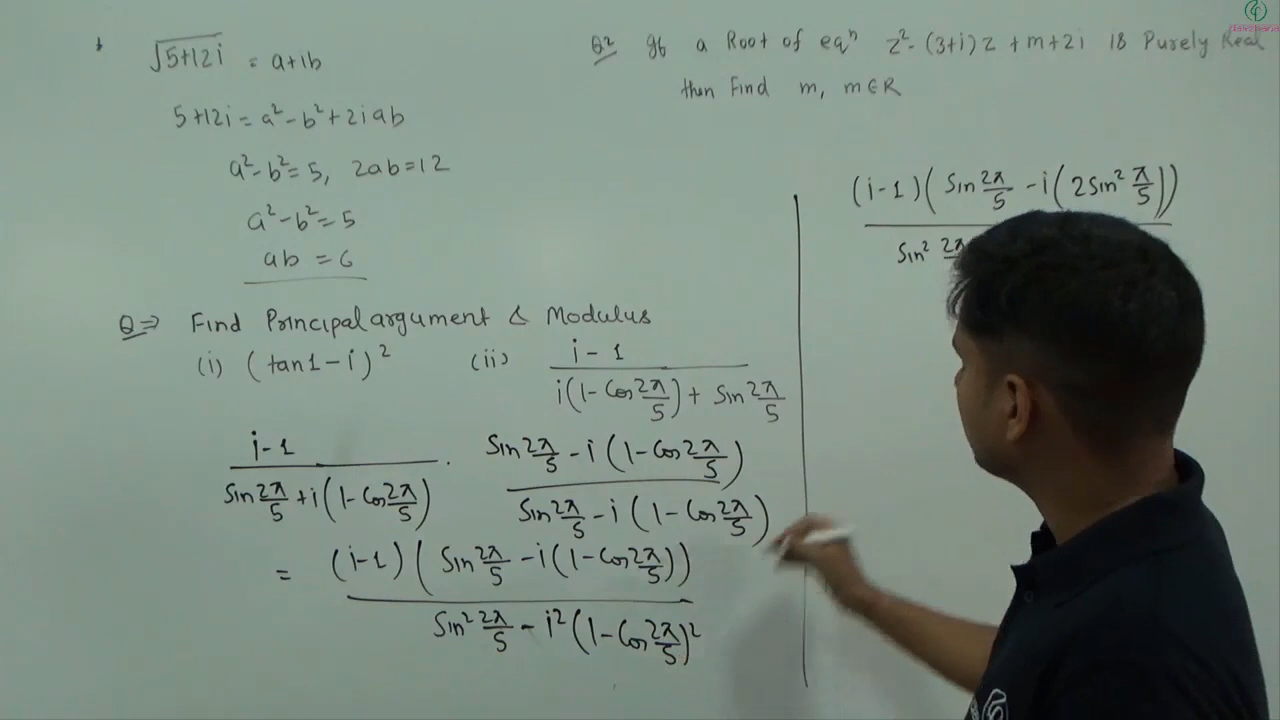 √5+12i = a+ib
5+12i = a²-b²+2iab
a²-b²=5, 2ab=12
a²-b²=5
ab = 6
Q2 If a Root of eqⁿ z²-(3+i)z+m+2i is Purely Real
then Find m, m∈R
Q⇒ Find Principal argument & Modulus
(i) (tan1-i)² (ii) i-1
i(1-Cos2π/5)+Sin2π/5
i-1 . Sin2π/5-i(1-Cos2π/5)
Sin2π/5+i(1-Cos2π/5) Sin2π/5-i(1-Cos2π/5)
= (i-1)(Sin2π/5-i(1-Cos2π/5))
Sin²2π/5-i²(1-Cos2π/5)²
(i-1)(Sin2π/5-i(2Sin²π/5))
Sin²